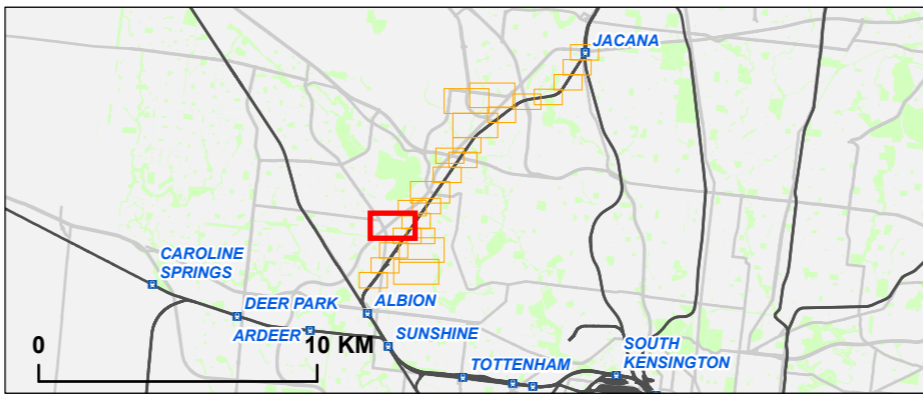 JACANA
CAROLINE
SPRINGS
DEER PARK
ALBION
ARDEER
SUNSHINE
0
10 KM
TOTTENHAM
SOUTH
KENSINGTON